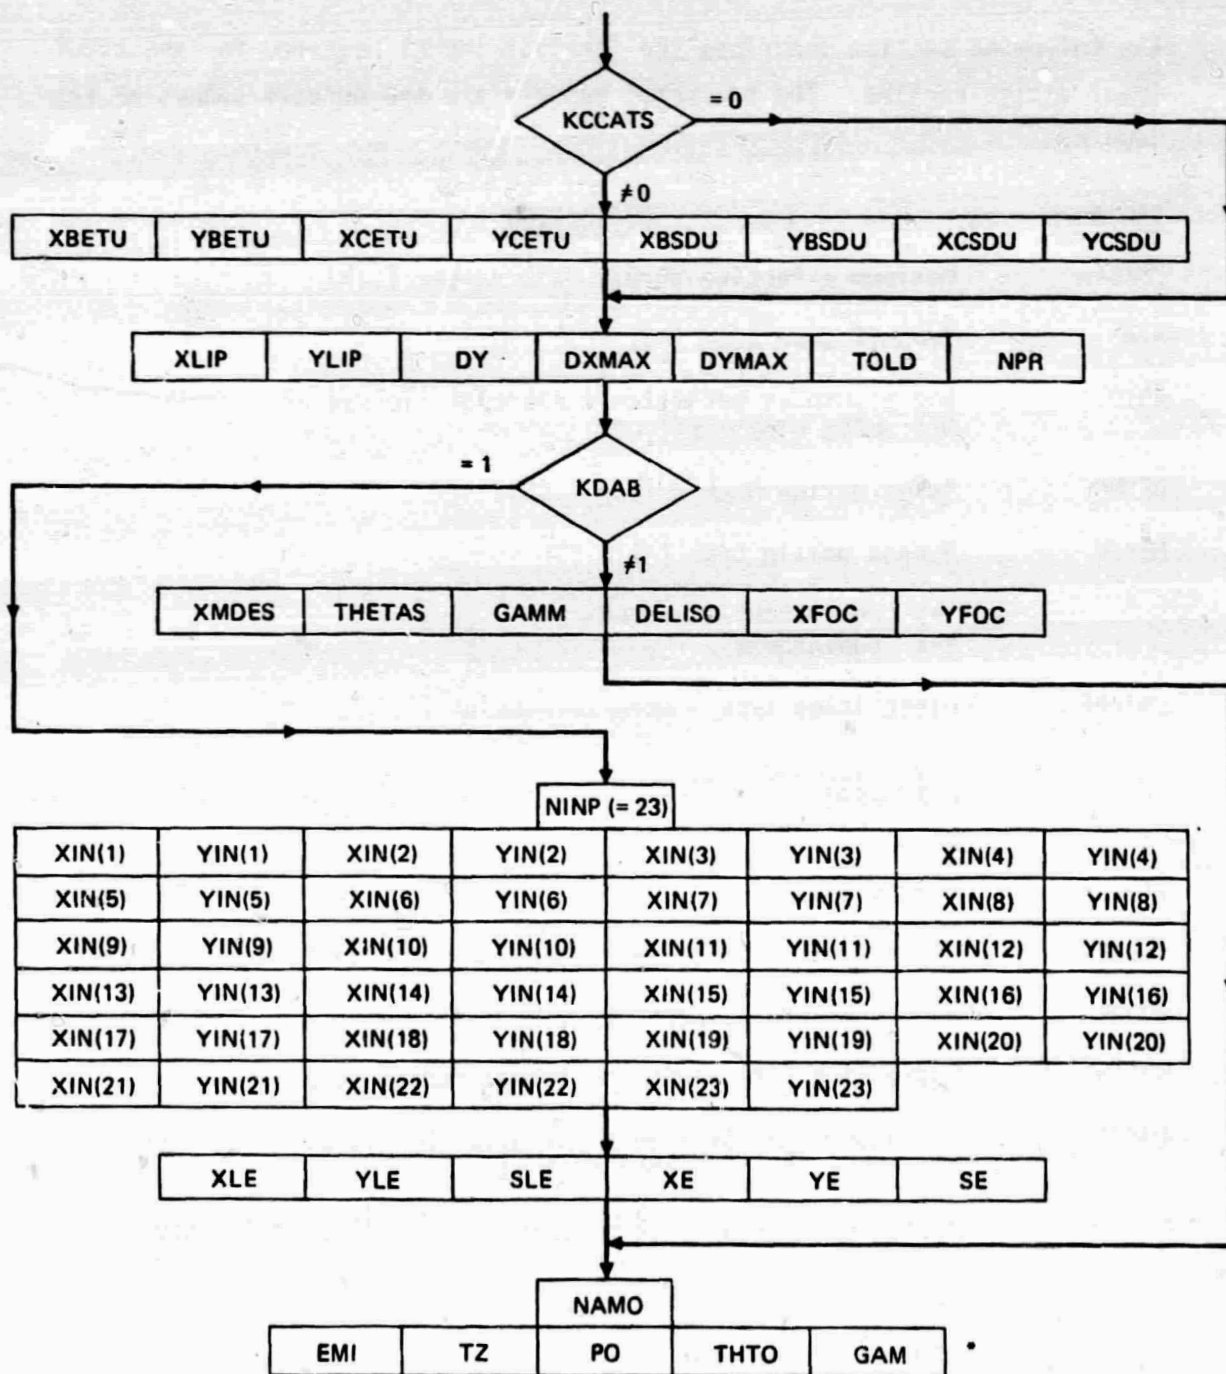 KCCATS
= 0
≠0
XBETU YBETU XCETU YCETU XBSDU YBSDU XCSDU YCSDU
XLIP YLIP DY DXMAX DYMAX TOLD NPR
= 1
KDAB
≠1
XMDES THETAS GAMM DELISO XFOC YFOC
NINP (= 23)
XIN(1) YIN(1) XIN(2) YIN(2) XIN(3) YIN(3) XIN(4) YIN(4)
XIN(5) YIN(5) XIN(6) YIN(6) XIN(7) YIN(7) XIN(8) YIN(8)
XIN(9) YIN(9) XIN(10) YIN(10) XIN(11) YIN(11) XIN(12) YIN(12)
XIN(13) YIN(13) XIN(14) YIN(14) XIN(15) YIN(15) XIN(16) YIN(16)
XIN(17) YIN(17) XIN(18) YIN(18) XIN(19) YIN(19) XIN(20) YIN(20)
XIN(21) YIN(21) XIN(22) YIN(22) XIN(23) YIN(23)
XLE YLE SLE XE YE SE
NAMO
EMI TZ PO THTO GAM *